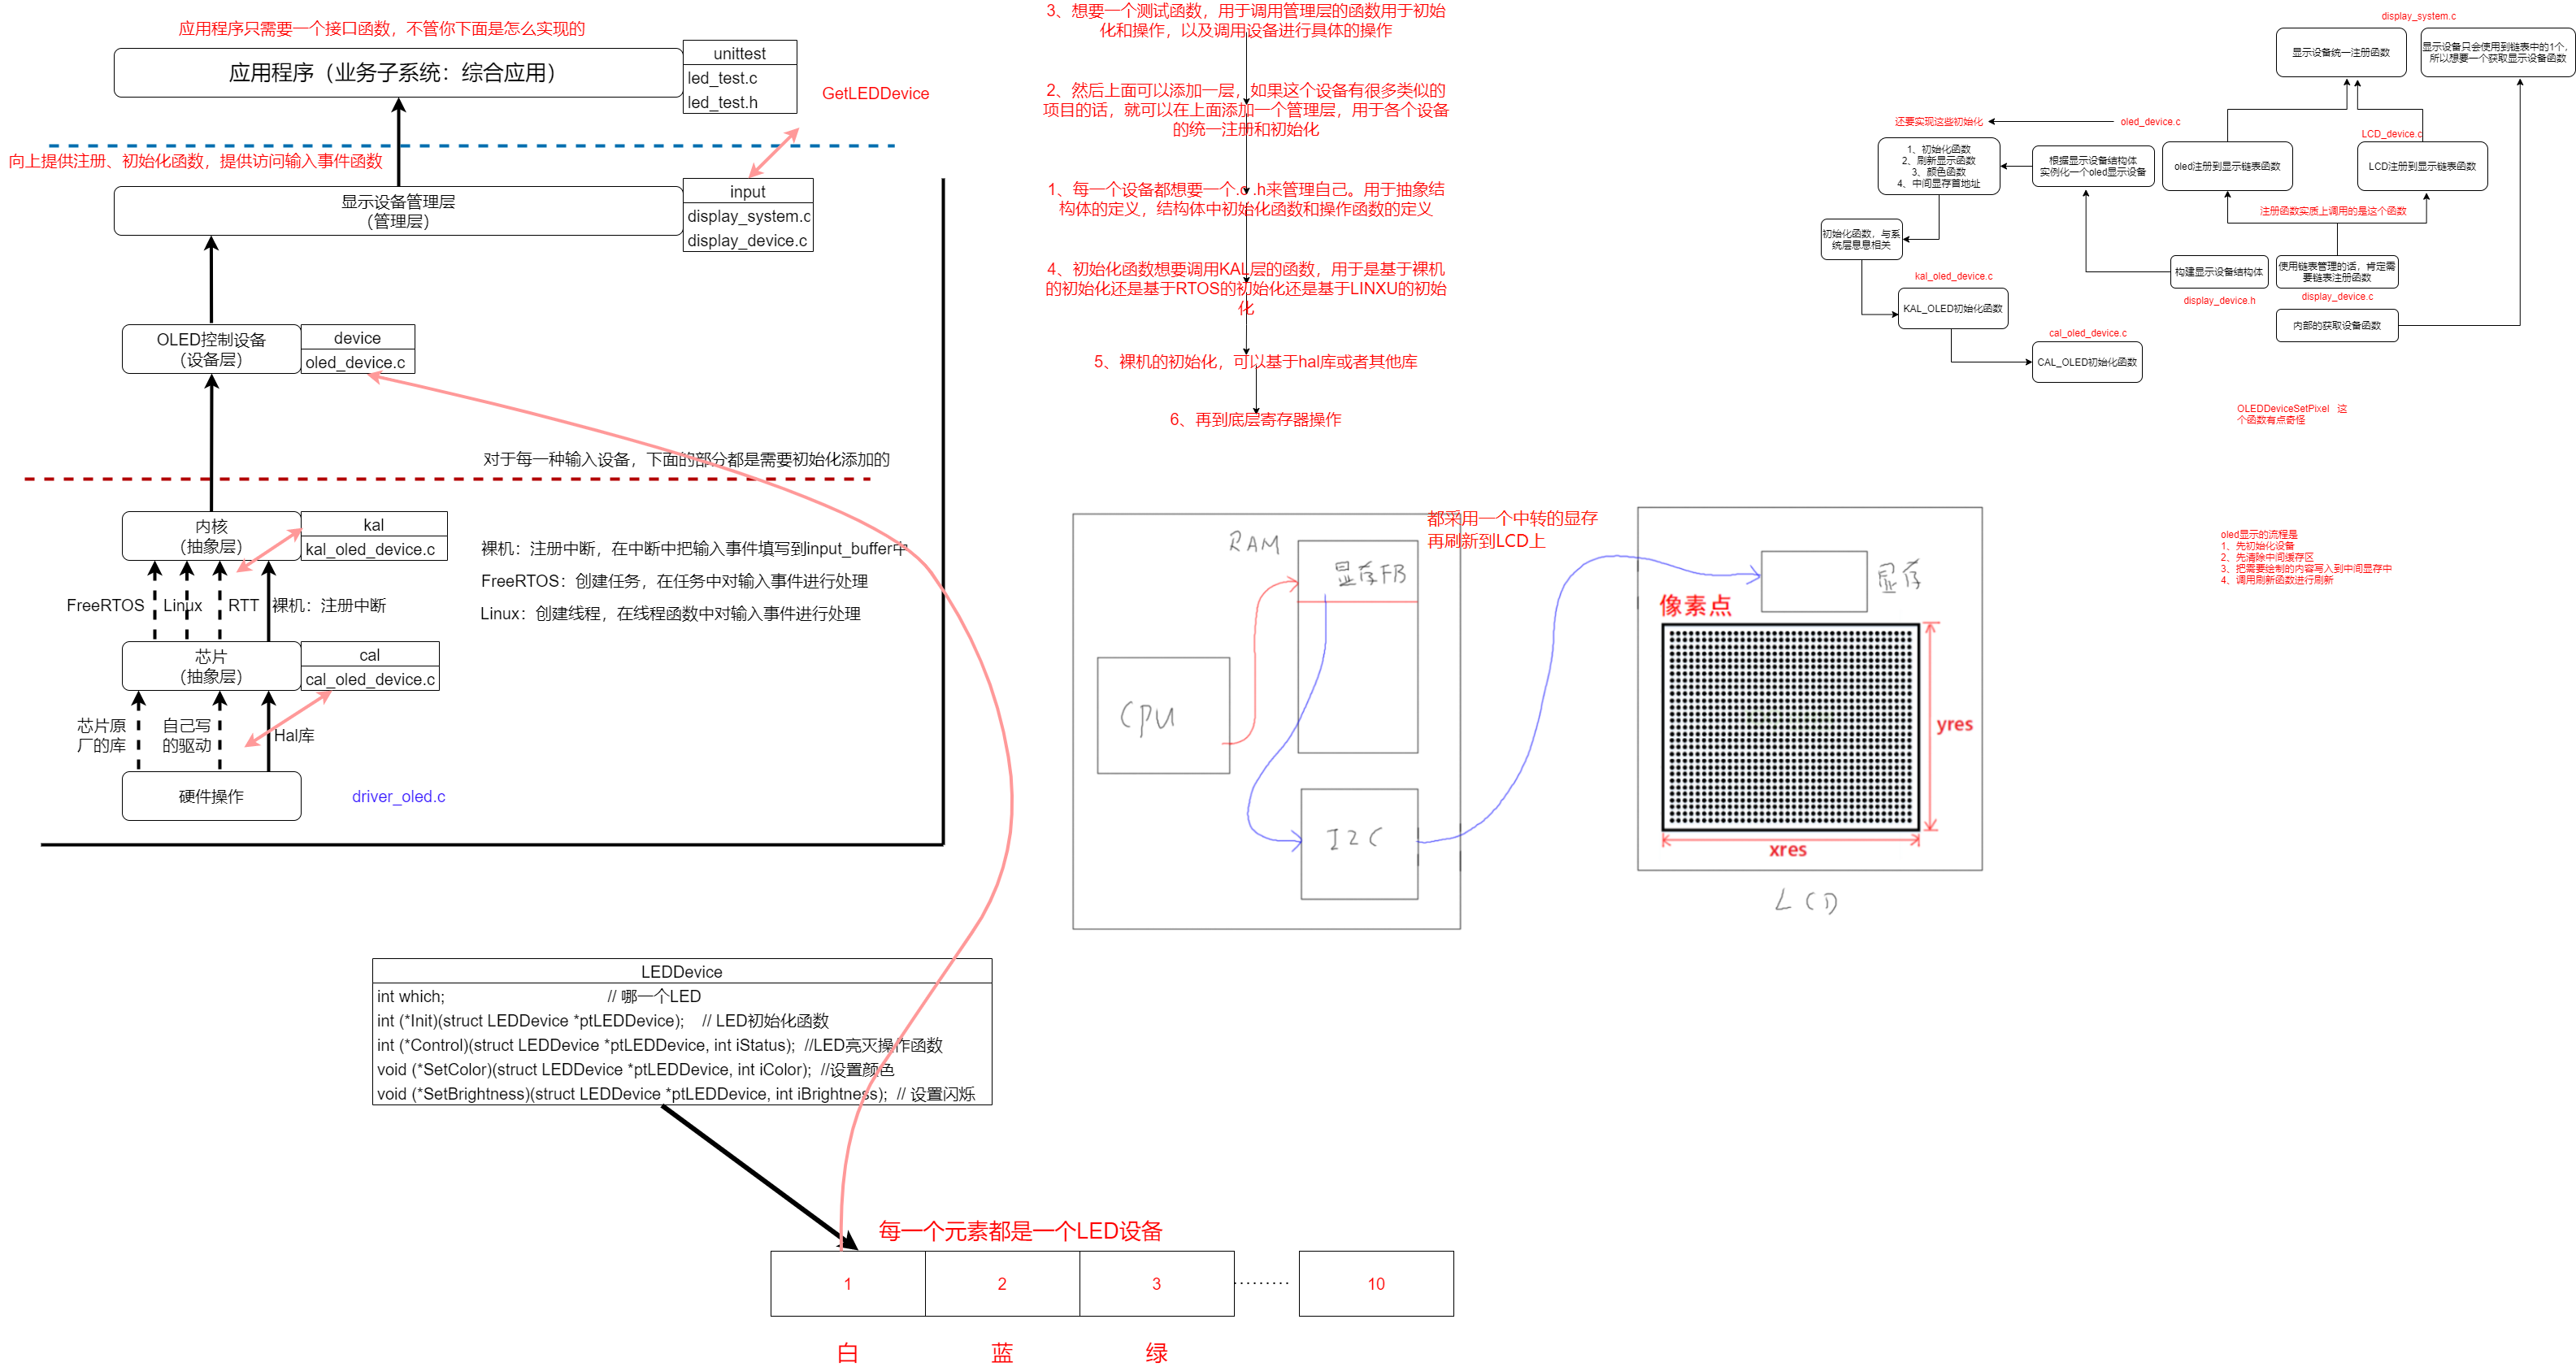 应用程序只需要一个接口函数，不管你下面是怎么实现的
应用程序（业务子系统：综合应用）
unittest
led_test.c
led_test.h
GetLEDDevice
向上提供注册、初始化函数，提供访问输入事件函数
显示设备管理层
（管理层）
input
display_system.c
display_device.c
OLED控制设备
（设备层）
device
oled_device.c
对于每一种输入设备，下面的部分都是需要初始化添加的
内核
（抽象层）
kal
kal_oled_device.c
裸机：注册中断，在中断中把输入事件填写到input_buffer中
FreeRTOS：创建任务，在任务中对输入事件进行处理
Linux：创建线程，在线程函数中对输入事件进行处理
FreeRTOS
Linux
RTT
裸机：注册中断
芯片
（抽象层）
cal
cal_oled_device.c
芯片原
厂的库
自己写
的驱动
Hal库
硬件操作
driver_oled.c
LEDDevice
int which; // 哪一个LED
int (*Init)(struct LEDDevice *ptLEDDevice); // LED初始化函数
int (*Control)(struct LEDDevice *ptLEDDevice, int iStatus); //LED亮灭操作函数
void (*SetColor)(struct LEDDevice *ptLEDDevice, int iColor); //设置颜色
void (*SetBrightness)(struct LEDDevice *ptLEDDevice, int iBrightness); // 设置闪烁
每一个元素都是一个LED设备
1
2
3
.........
10
白
蓝
绿
3、想要一个测试函数，用于调用管理层的函数用于初始
化和操作，以及调用设备进行具体的操作
2、然后上面可以添加一层，如果这个设备有很多类似的
项目的话，就可以在上面添加一个管理层，用于各个设备
的统一注册和初始化
1、每一个设备都想要一个.c .h来管理自己。用于抽象结
构体的定义，结构体中初始化函数和操作函数的定义
4、初始化函数想要调用KAL层的函数，用于是基于裸机
的初始化还是基于RTOS的初始化还是基于LINXU的初始
化
5、裸机的初始化，可以基于hal库或者其他库
6、再到底层寄存器操作
都采用一个中转的显存
再刷新到LCD上
RAM
显存FB
CPU
I2C
显存
像素点
yres
xres
LCD
display_system.c
显示设备统一注册函数
显示设备只会使用到链表中的1个，
所以想要一个获取显示设备函数
还要实现这些初始化
oled_device.c
LCD_device.c
1、初始化函数
2、刷新显示函数
3、颜色函数
4、中间显存首地址
根据显示设备结构体
实例化一个oled显示设备
oled注册到显示链表函数
LCD注册到显示链表函数
注册函数实质上调用的是这个函数
初始化函数，与系
统层息息相关
构建显示设备结构体
使用链表管理的话，肯定需
要链表注册函数
kal_oled_device.c
display_device.h
display_device.c
KAL_OLED初始化函数
内部的获取设备函数
cal_oled_device.c
CAL_OLED初始化函数
OLEDDeviceSetPixel 这
个函数有点奇怪
oled显示的流程是
1、先初始化设备
2、先清除中间缓存区
3、把需要绘制的内容写入到中间显存中
4、调用刷新函数进行刷新